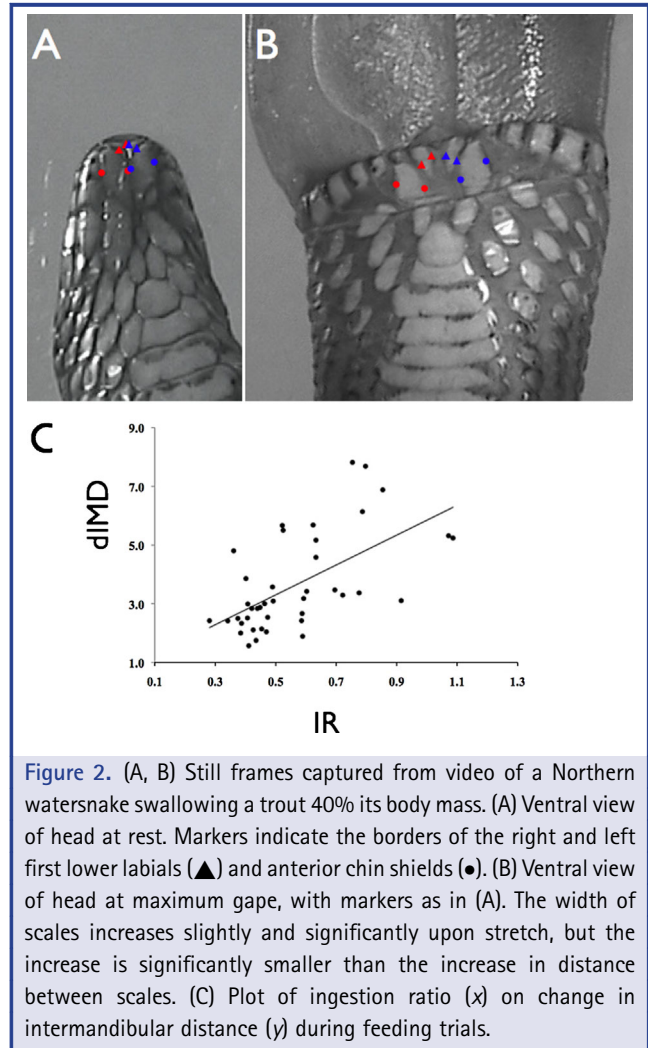 A
B
C
9.0
7.0
5.0
3.0
1.0
dIMD
0.1 0.3 0.5 0.7 0.9 1.1 1.3
IR
Figure 2. (A, B) Still frames captured from video of a Northern
watersnake swallowing a trout 40% its body mass. (A) Ventral view
of head at rest. Markers indicate the borders of the right and left
first lower labials (▲) and anterior chin shields (●). (B) Ventral view
of head at maximum gape, with markers as in (A). The width of
scales increases slightly and significantly upon stretch, but the
increase is significantly smaller than the increase in distance
between scales. (C) Plot of ingestion ratio (x) on change in
intermandibular distance (y) during feeding trials.